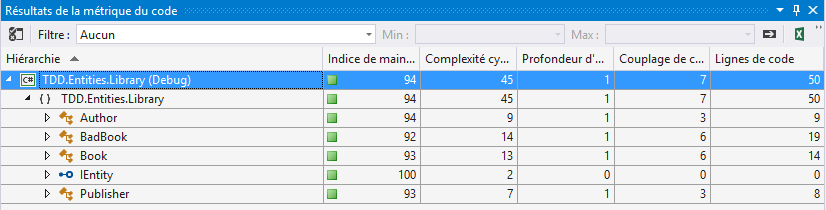 Résultats de la métrique du code
Filtre : Aucun Min : Max :
Hiérarchie Indice de main... Complexité cy... Profondeur d'... Couplage de c... Lignes de code
C# TDD.Entities.Library (Debug) 94 45 1 7 50
{ } TDD.Entities.Library 94 45 1 7 50
Author 94 9 1 3 9
BadBook 92 14 1 6 19
Book 93 13 1 6 14
IEntity 100 2 0 0 0
Publisher 93 7 1 3 8